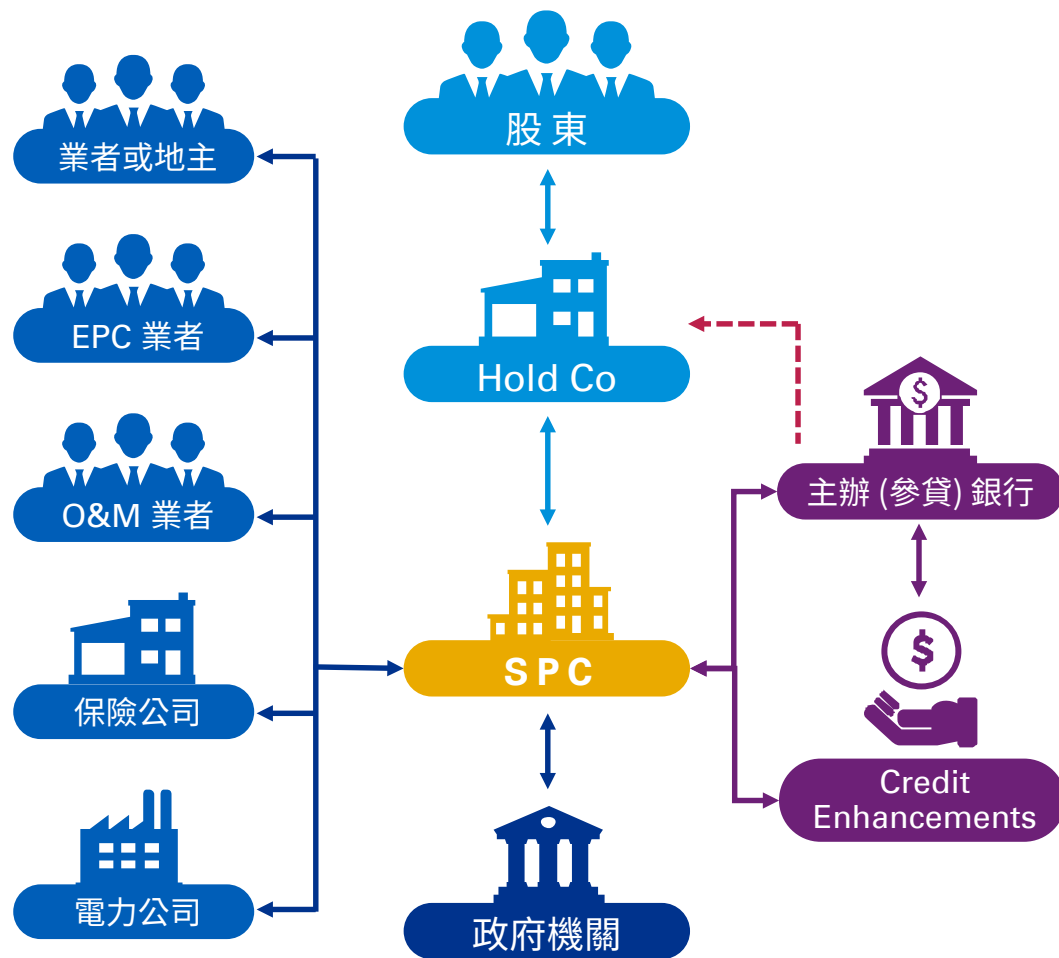 股東
業者或地主
EPC 業者
Hold Co
O&M 業者
主辦 (參貸) 銀行
$
SPC
$
保險公司
Credit
Enhancements
電力公司
政府機關